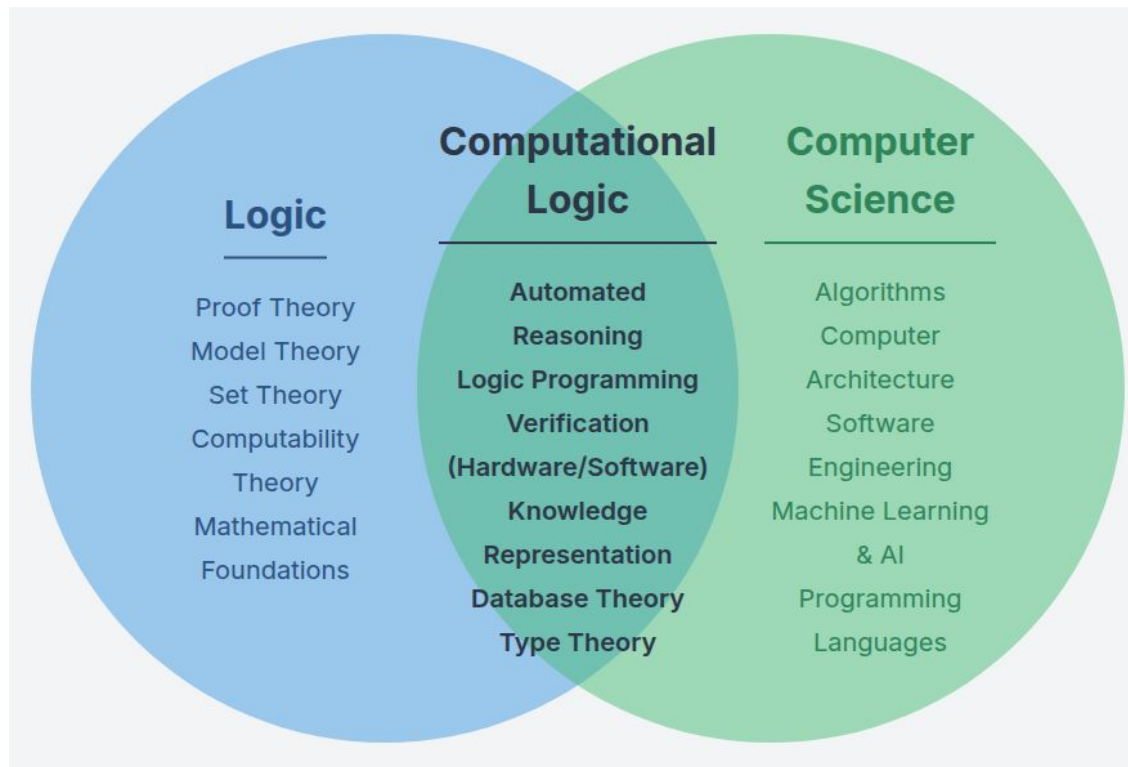 Logic
Proof Theory
Model Theory
Set Theory
Computability
Theory
Mathematical
Foundations
Computational
Logic
Automated
Reasoning
Logic Programming
Verification
(Hardware/Software)
Knowledge
Representation
Database Theory
Type Theory
Computer
Science
Algorithms
Computer
Architecture
Software
Engineering
Machine Learning
& AI
Programming
Languages